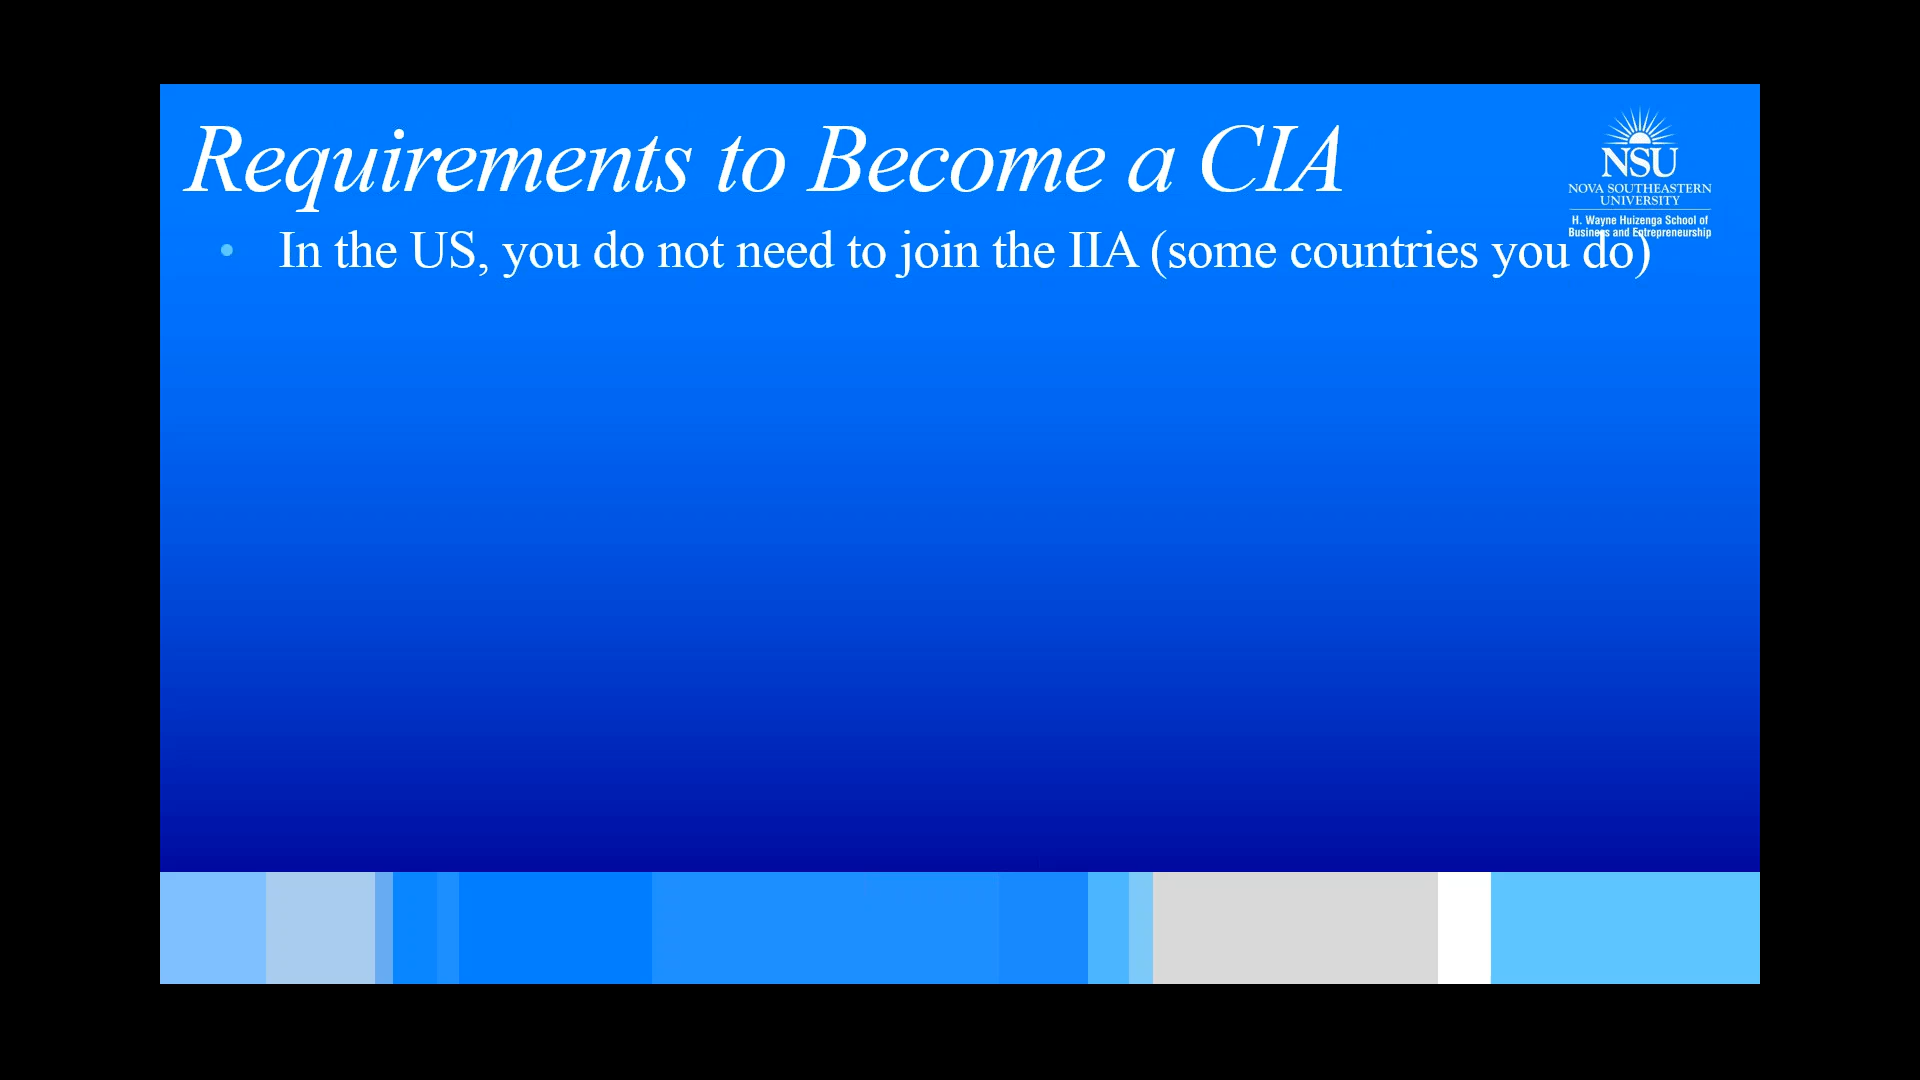 Requirements to Become a CIA
NSU
NOVA SOUTHEASTERN
UNIVERSITY
H. Wayne Huizenga School of
Business and Entrepreneurship
• In the US, you do not need to join the IIA (some countries you do)